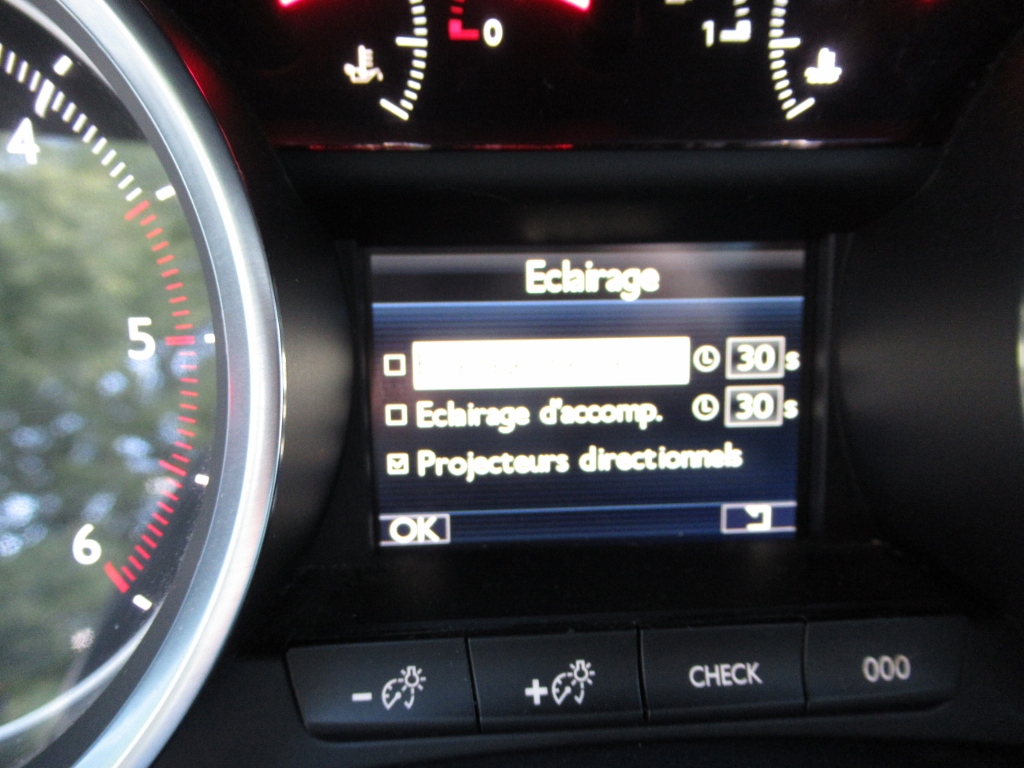 0
1
4
Eclairage
30 s
5
Eclairage d'accomp. 30 s
Projecteurs directionnels
OK
6
CHECK
000
- +